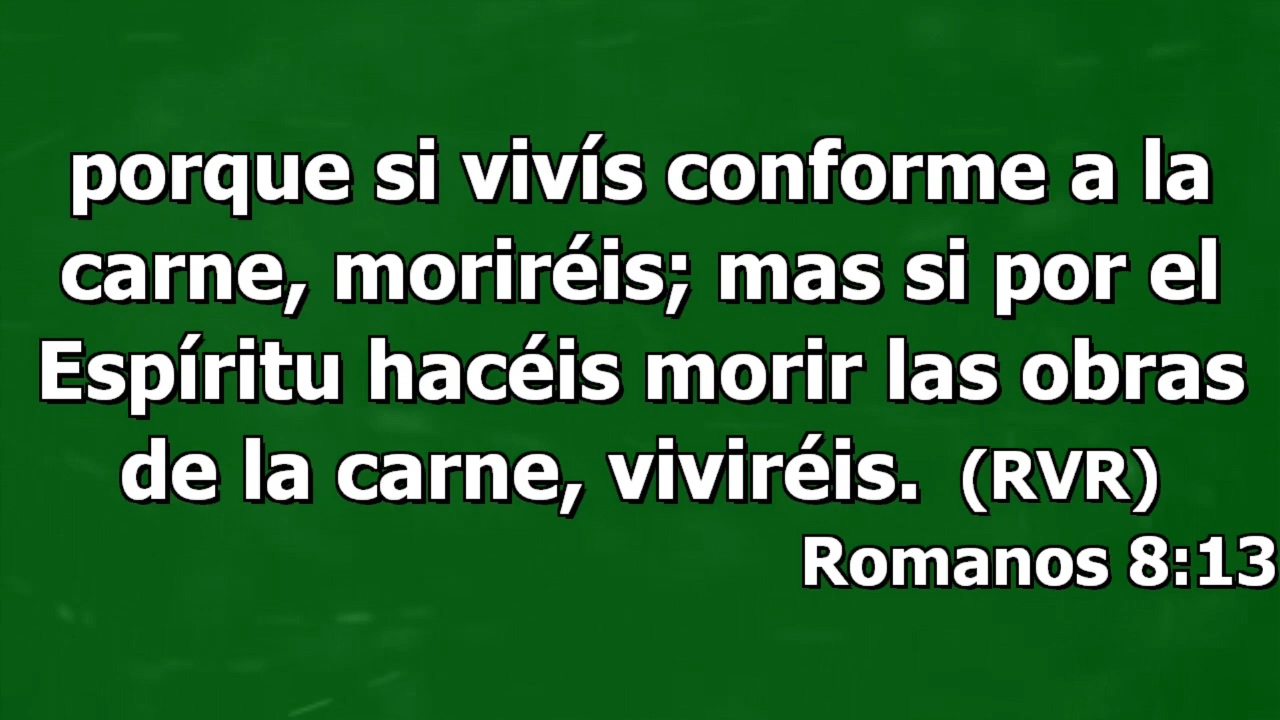 porque si vivís conforme a la
carne, moriréis; mas si por el
Espíritu hacéis morir las obras
de la carne, viviréis. (RVR)
Romanos 8:13